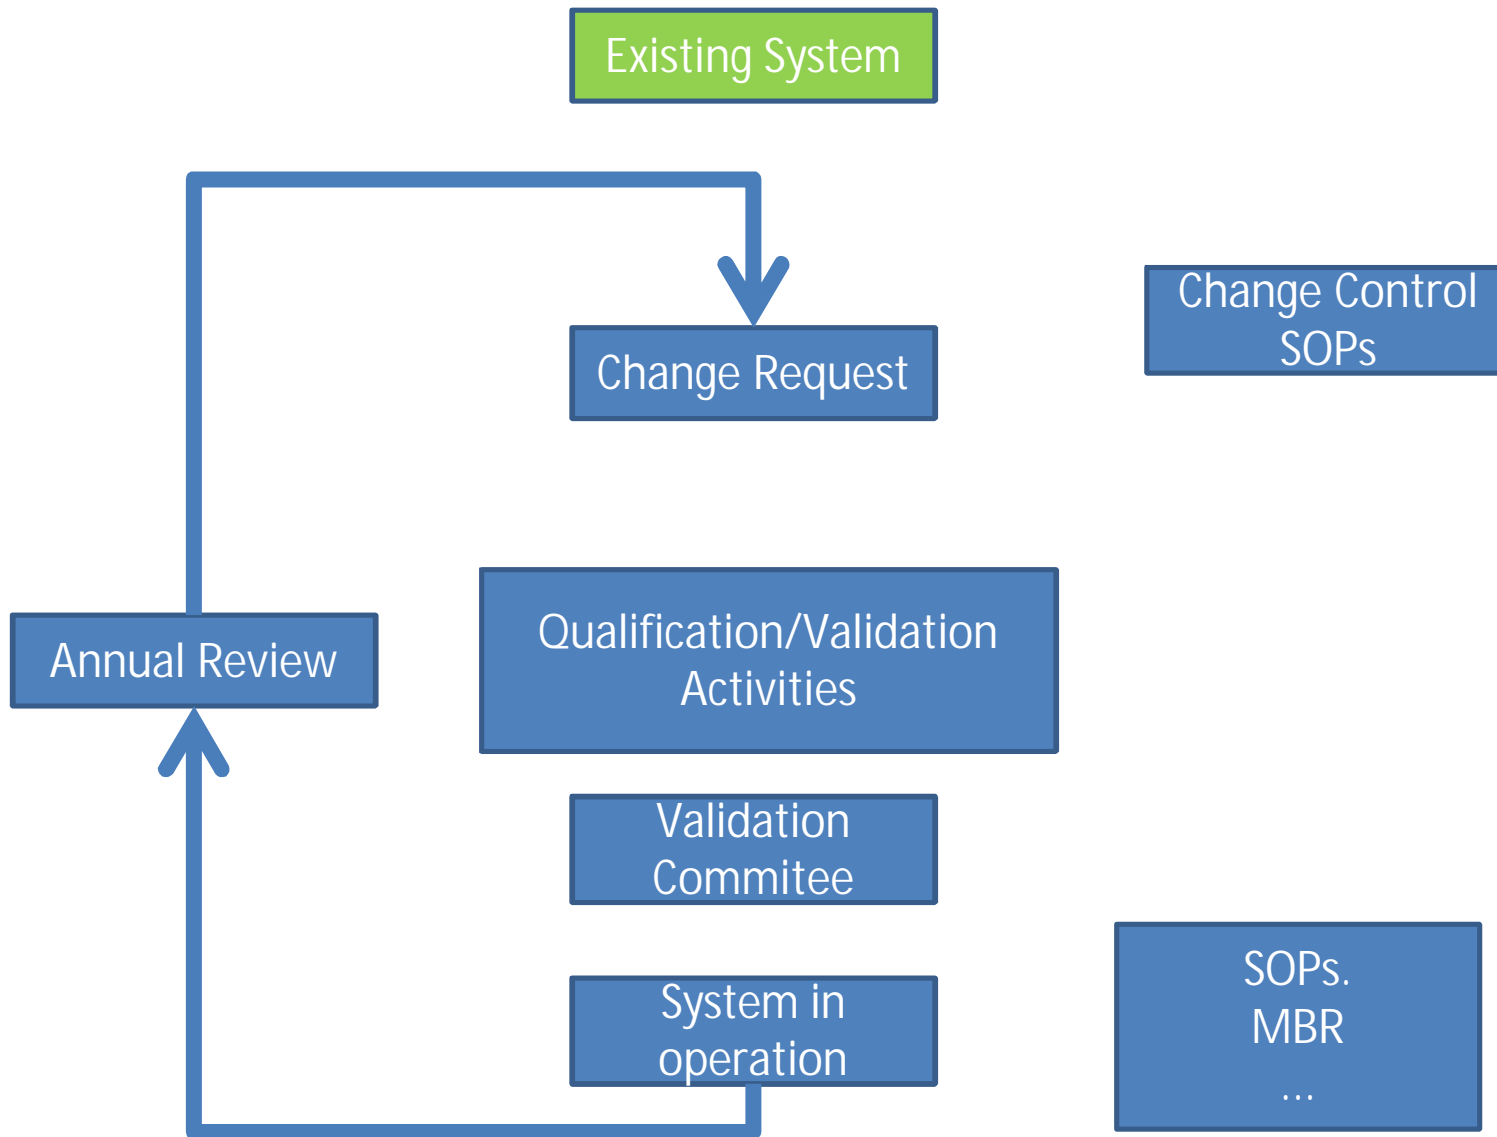 Existing System
Change Control
SOPs
Change Request
Qualification/Validation
Activities
Annual Review
Validation
Commitee
System in
operation
SOPs.
MBR
...